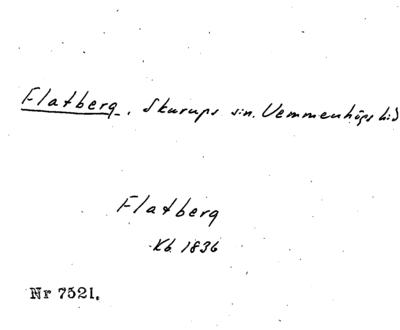 Flatberg, Skurups sn. Vemmenhögs hd
Flatberg
Kb. 1836
Nr 7521.